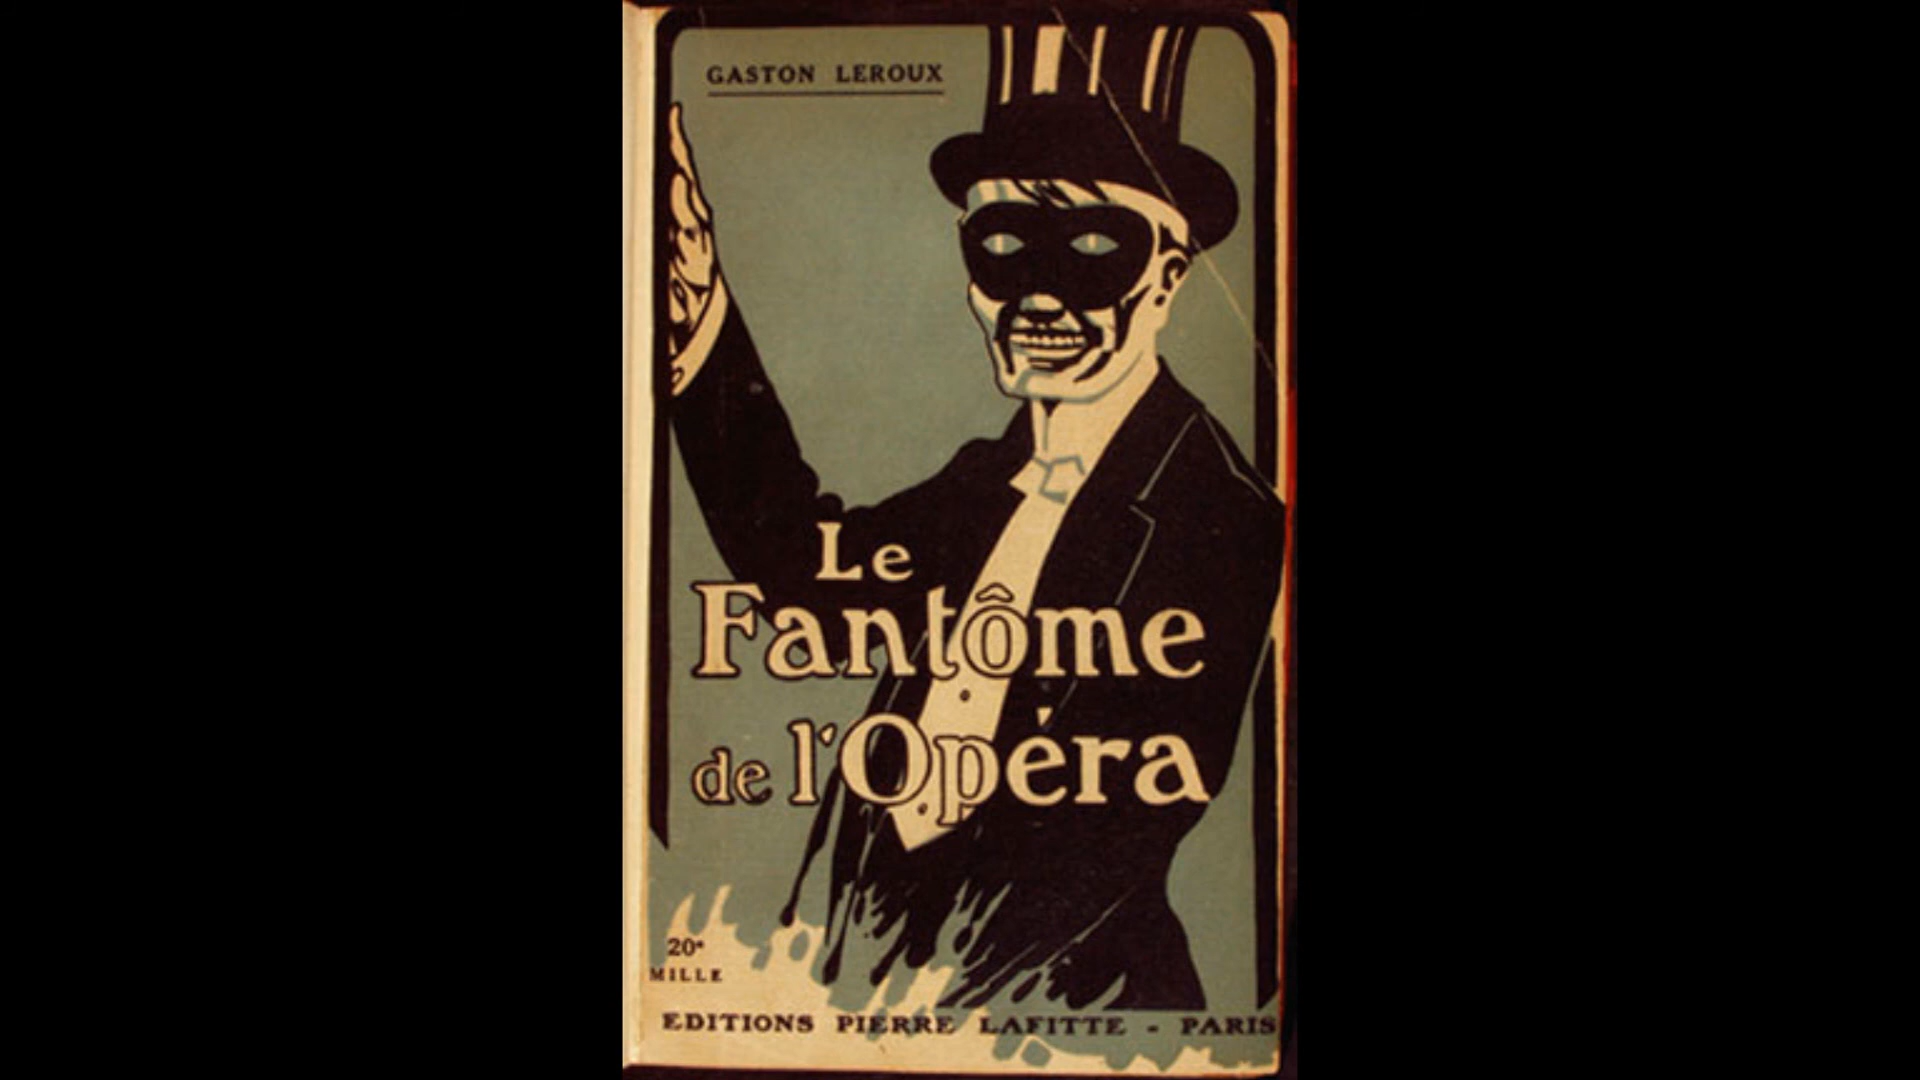 GASTON LEROUX
Le
Fantôme
de l'Opéra
20e
MILLE
EDITIONS PIERRE LAFITTE - PARIS